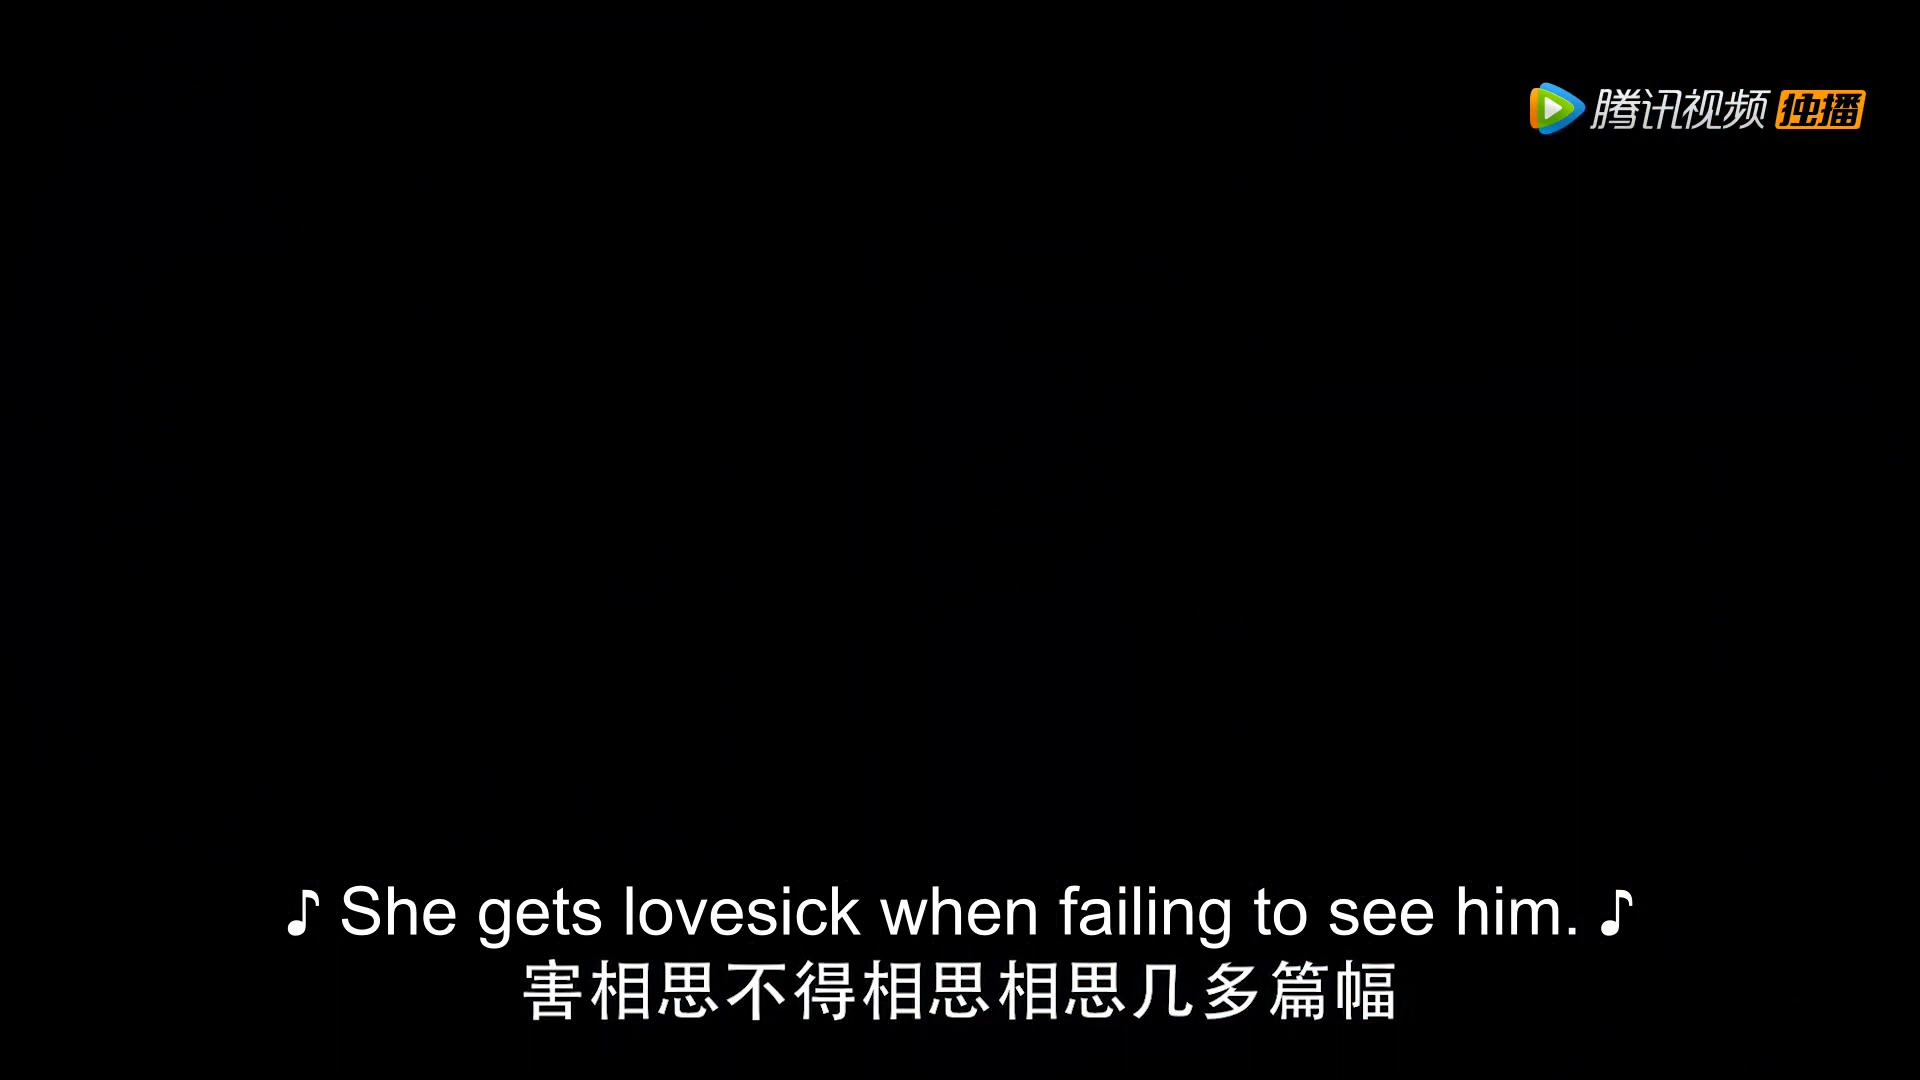 腾讯视频 独播
♪ She gets lovesick when failing to see him. ♪
害相思不得相思相思几多篇幅